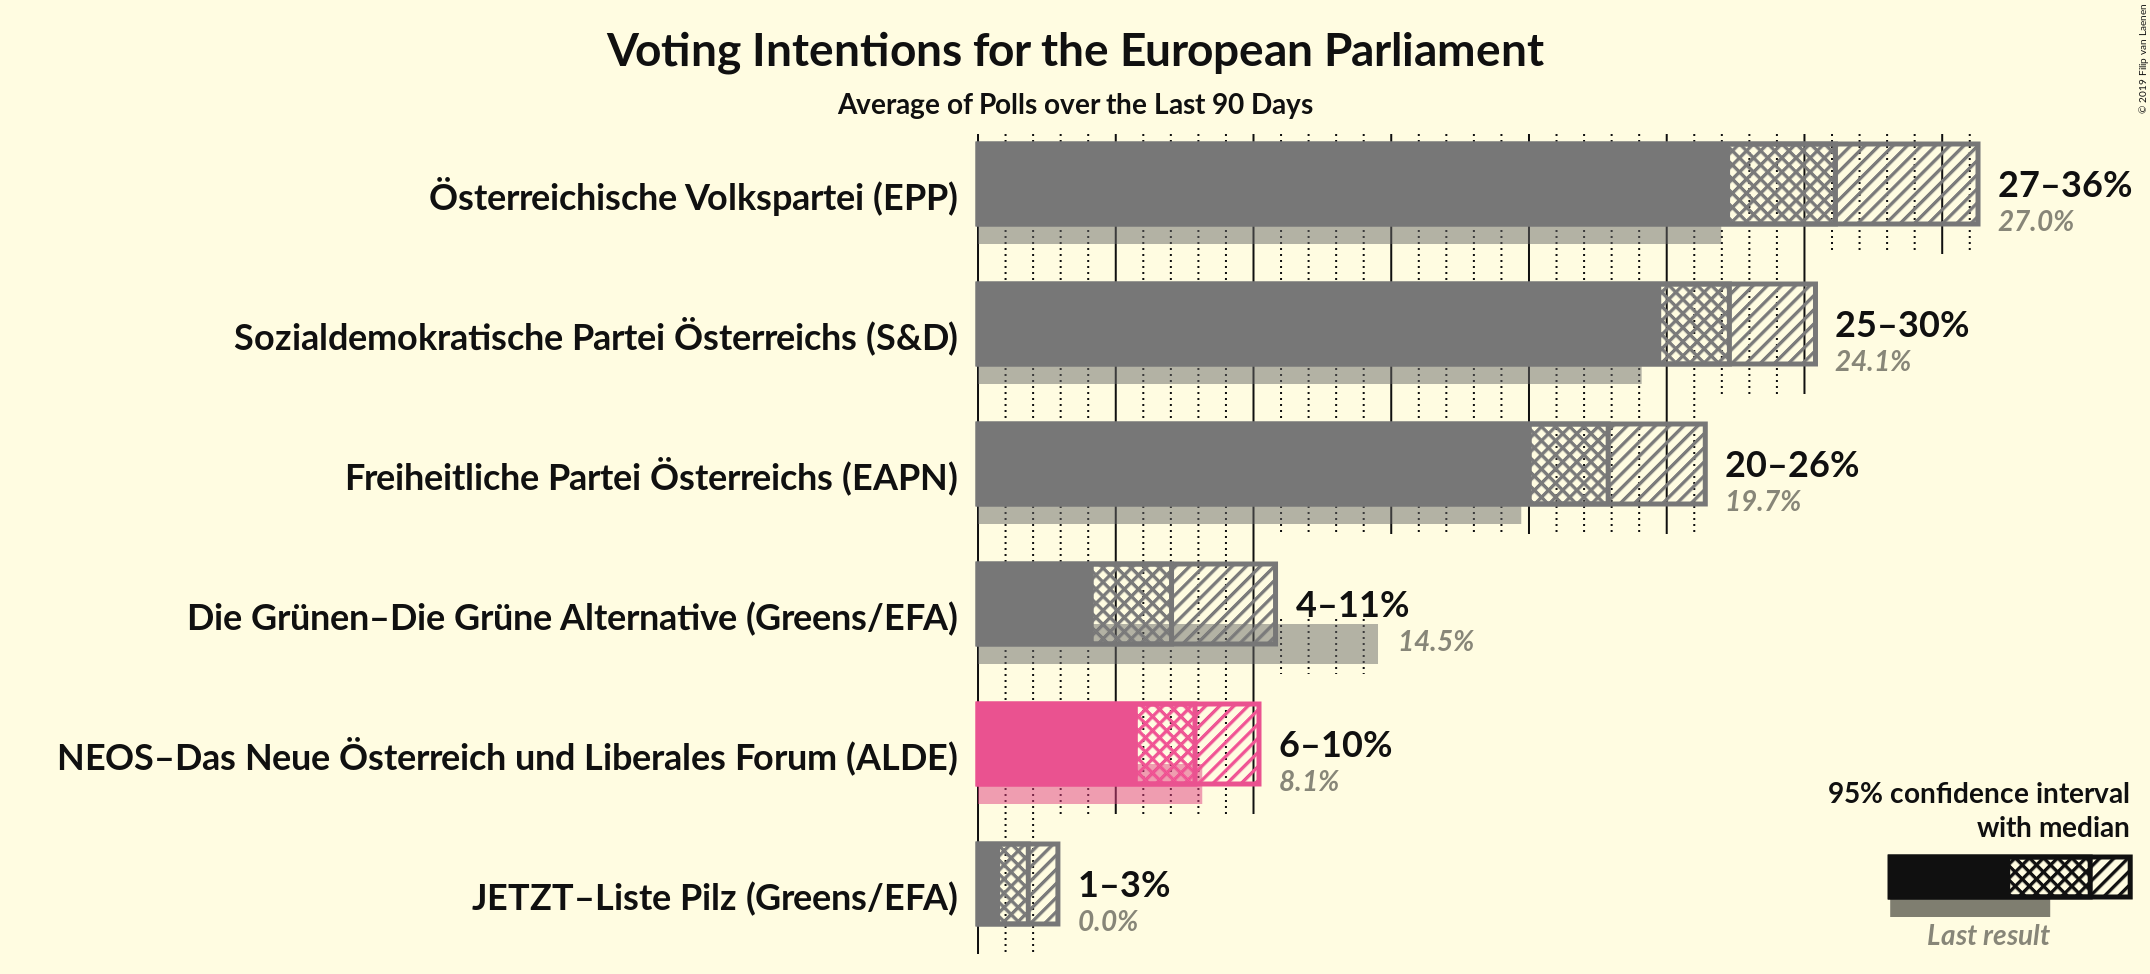 Voting Intentions for the European Parliament
Average of Polls over the Last 90 Days
© 2019 Filip van Laenen
Österreichische Volkspartei (EPP)
27–36%
27.0%
Sozialdemokratische Partei Österreichs (S&D)
25–30%
24.1%
Freiheitliche Partei Österreichs (EAPN)
20–26%
19.7%
Die Grünen–Die Grüne Alternative (Greens/EFA)
4–11%
14.5%
NEOS–Das Neue Österreich und Liberales Forum (ALDE)
6–10%
8.1%
JETZT–Liste Pilz (Greens/EFA)
1–3%
0.0%
95% confidence interval
with median
Last result